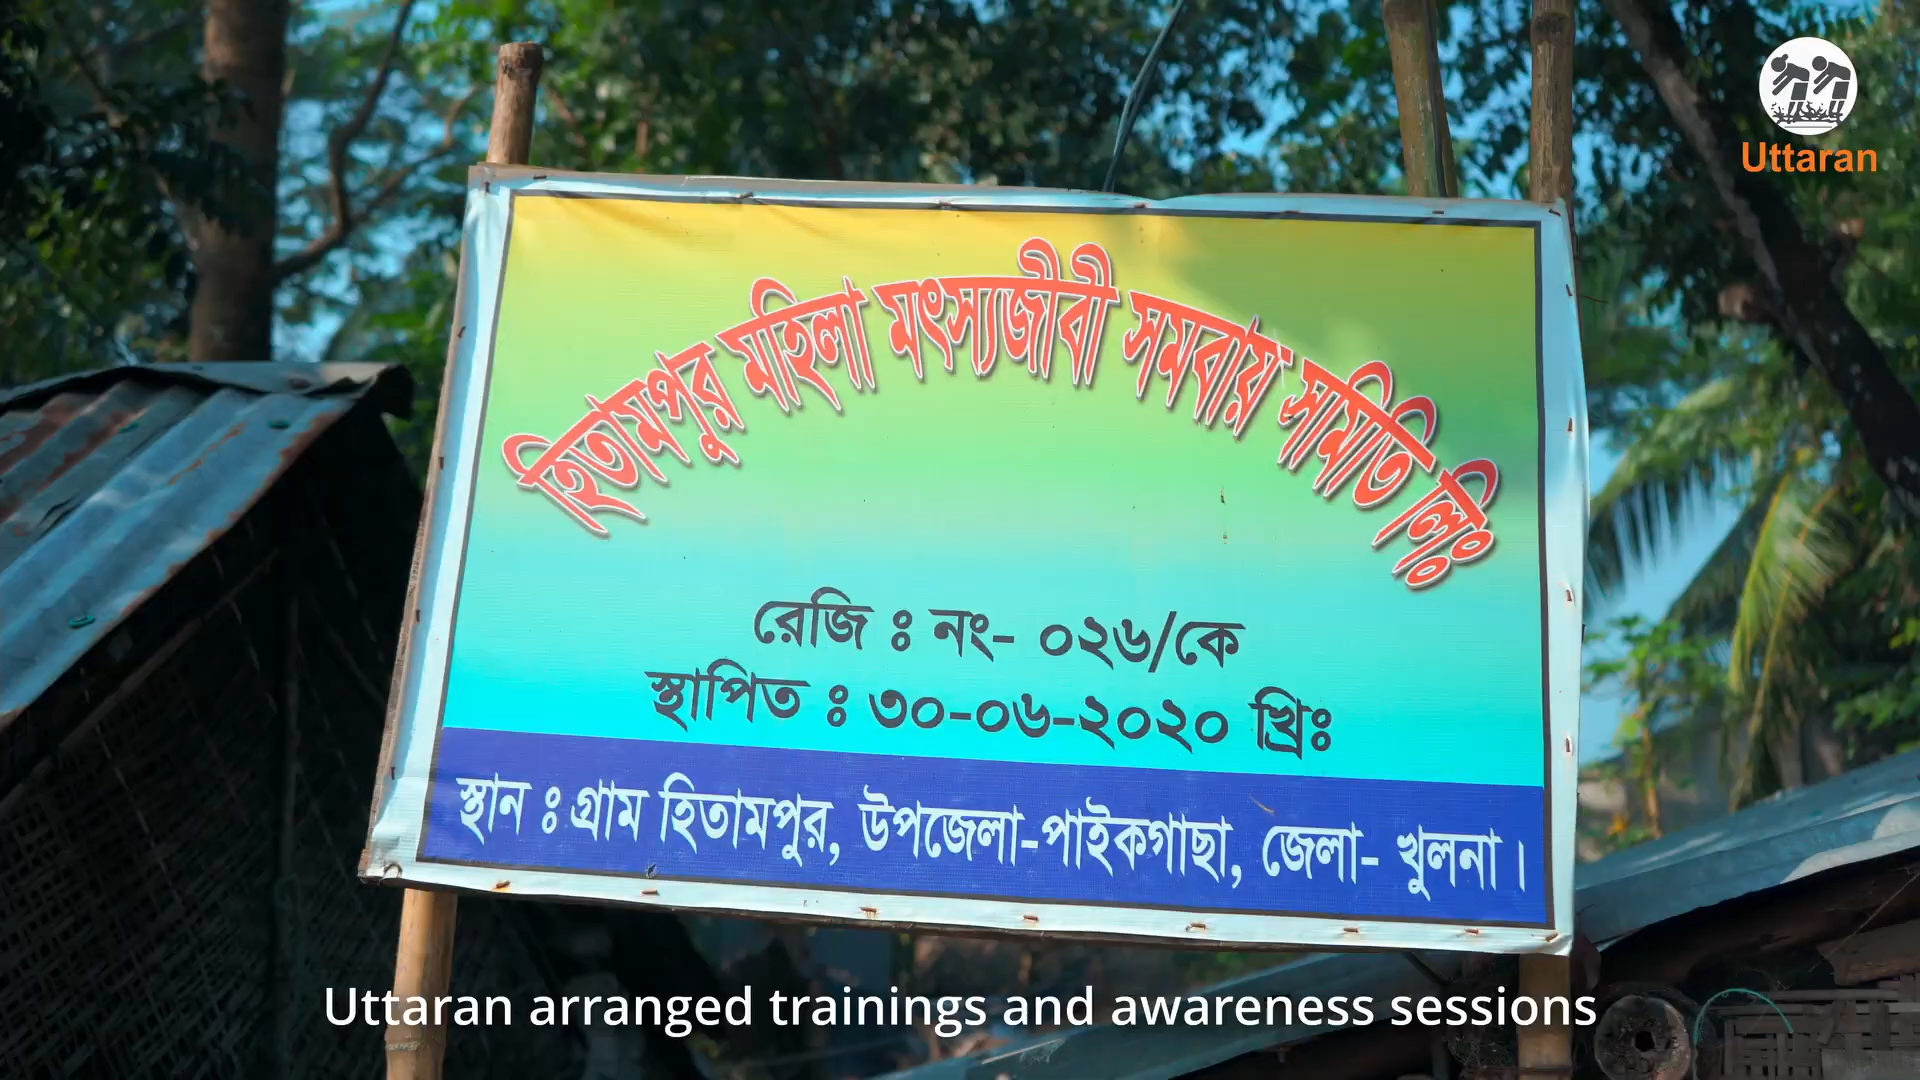 Uttaran
হিতামপুর মহিলা মৎস্যজীবী সমবায় সমিতি লিঃ
রেজি ঃ নং- ০২৬/কে
স্থাপিত ঃ ৩০-০৬-২০২০ খ্রিঃ
স্থান ঃ গ্রাম হিতামপুর, উপজেলা-পাইকগাছা, জেলা- খুলনা।
Uttaran arranged trainings and awareness sessions